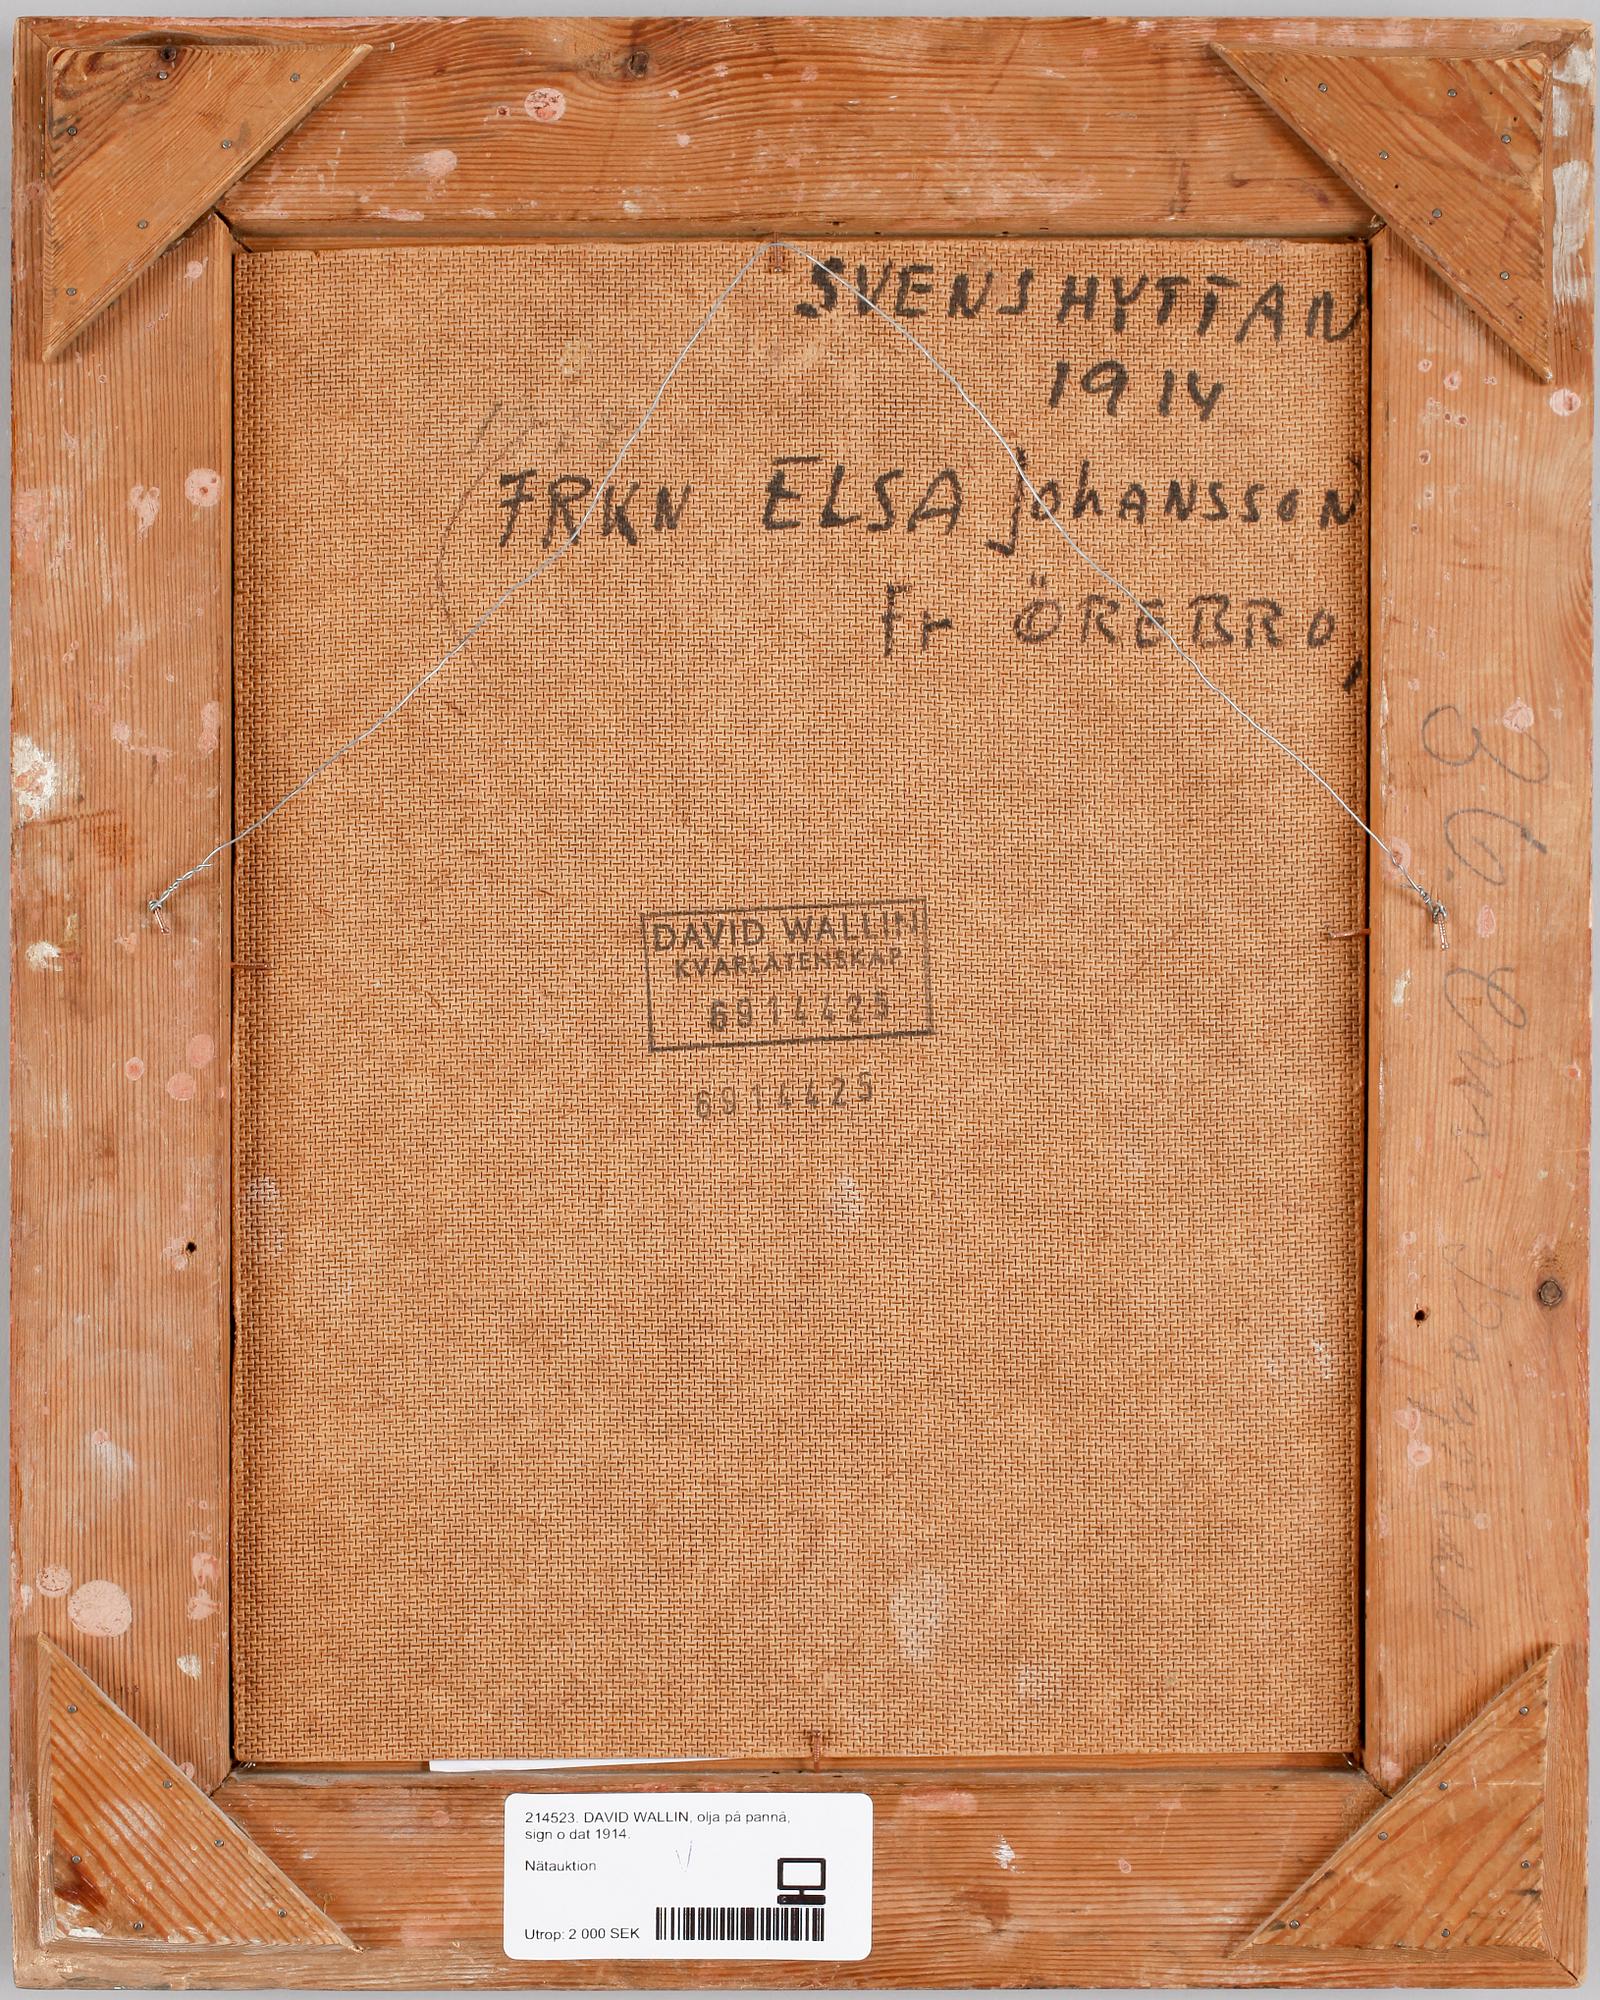 SVENSHYTTAN
1914
FRKN ELSA Johansson
Fr ÖREBRO,
DAVID WALLIN
KVARLÅTENSKAP
6914425
6914425
214523. DAVID WALLIN, olja på pannå,
sign o dat 1914.
Nätauktion
Utrop: 2 000 SEK